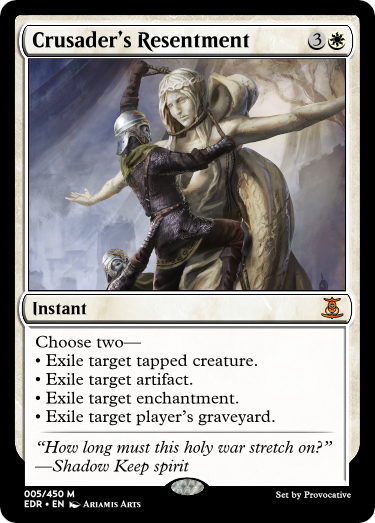 Crusader's Resentment 3
Instant
Choose two—
• Exile target tapped creature.
• Exile target artifact.
• Exile target enchantment.
• Exile target player's graveyard.
“How long must this holy war stretch on?”
—Shadow Keep spirit
005/450 M
EDR • EN Ariamis Arts
Set by Provocative